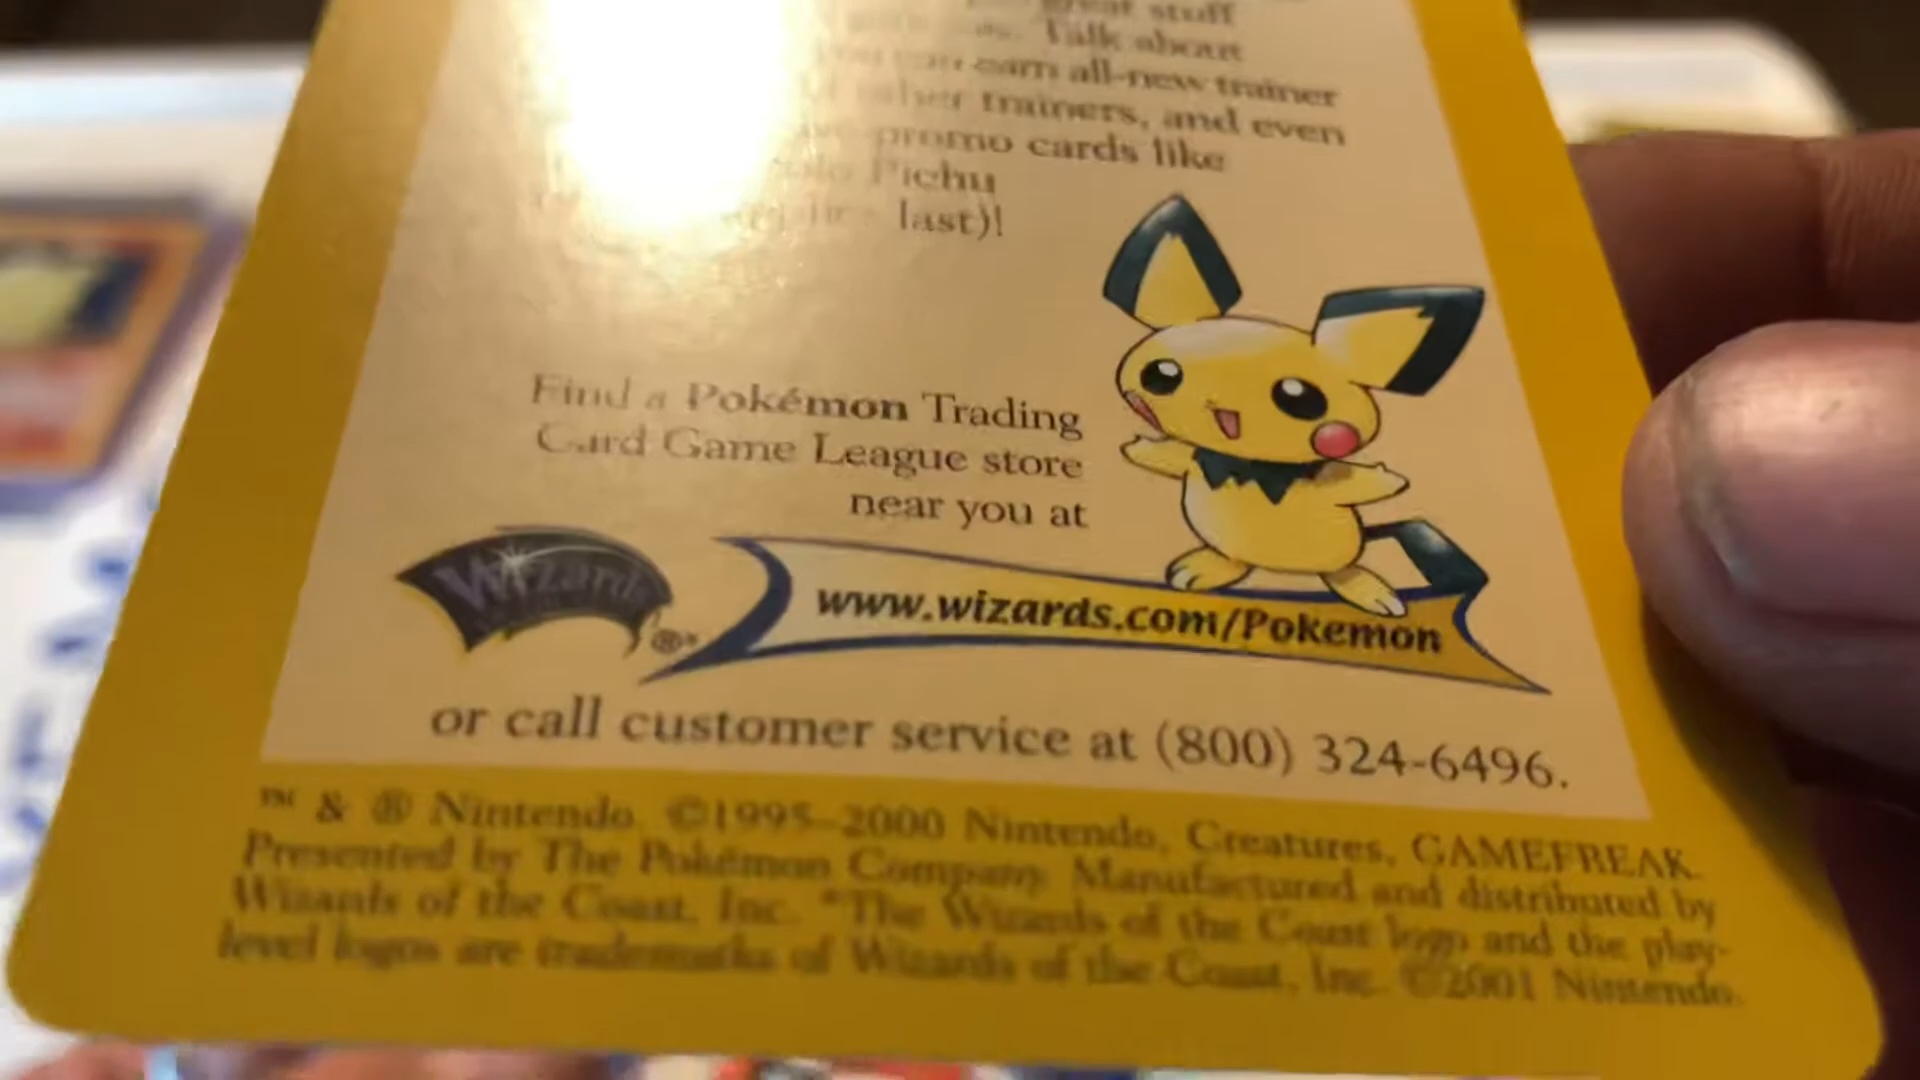 great stuff
Talk about
you can earn all-new trainer
other trainers, and even
promo cards like
Pichu
last)!
Find a Pokémon Trading
Card Game League store
near you at
Wizards
®*
www.wizards.com/Pokemon
or call customer service at (800) 324-6496.
™ & ® Nintendo. ©1995–2000 Nintendo, Creatures, GAMEFREAK.
Presented by The Pokémon Company. Manufactured and distributed by
Wizards of the Coast, Inc. *The Wizards of the Coast logo and the play-
level logos are trademarks of Wizards of the Coast, Inc. ©2001 Nintendo.